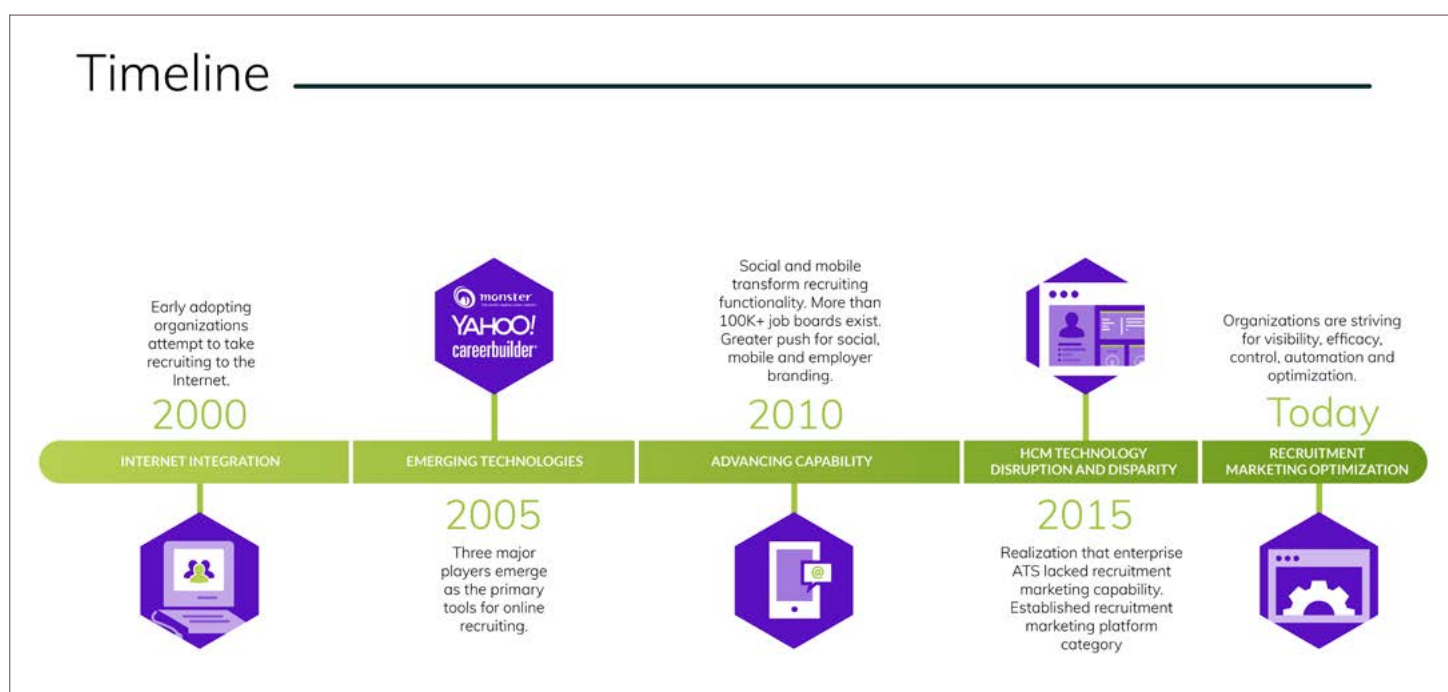 Timeline
Early adopting
organizations
attempt to take
recruiting to the
Internet.
2000
INTERNET INTEGRATION
monster
YAHOO!
careerbuilder
EMERGING TECHNOLOGIES
2005
Three major
players emerge
as the primary
tools for online
recruiting.
Social and mobile
transform recruiting
functionality. More than
100K+ job boards exist.
Greater push for social,
mobile and employer
branding.
2010
ADVANCING CAPABILITY
@
HCM TECHNOLOGY
DISRUPTION AND DISPARITY
2015
Realization that enterprise
ATS lacked recruitment
marketing capability.
Established recruitment
marketing platform
category
Organizations are striving
for visibility, efficacy,
control, automation and
optimization.
Today
RECRUITMENT
MARKETING OPTIMIZATION